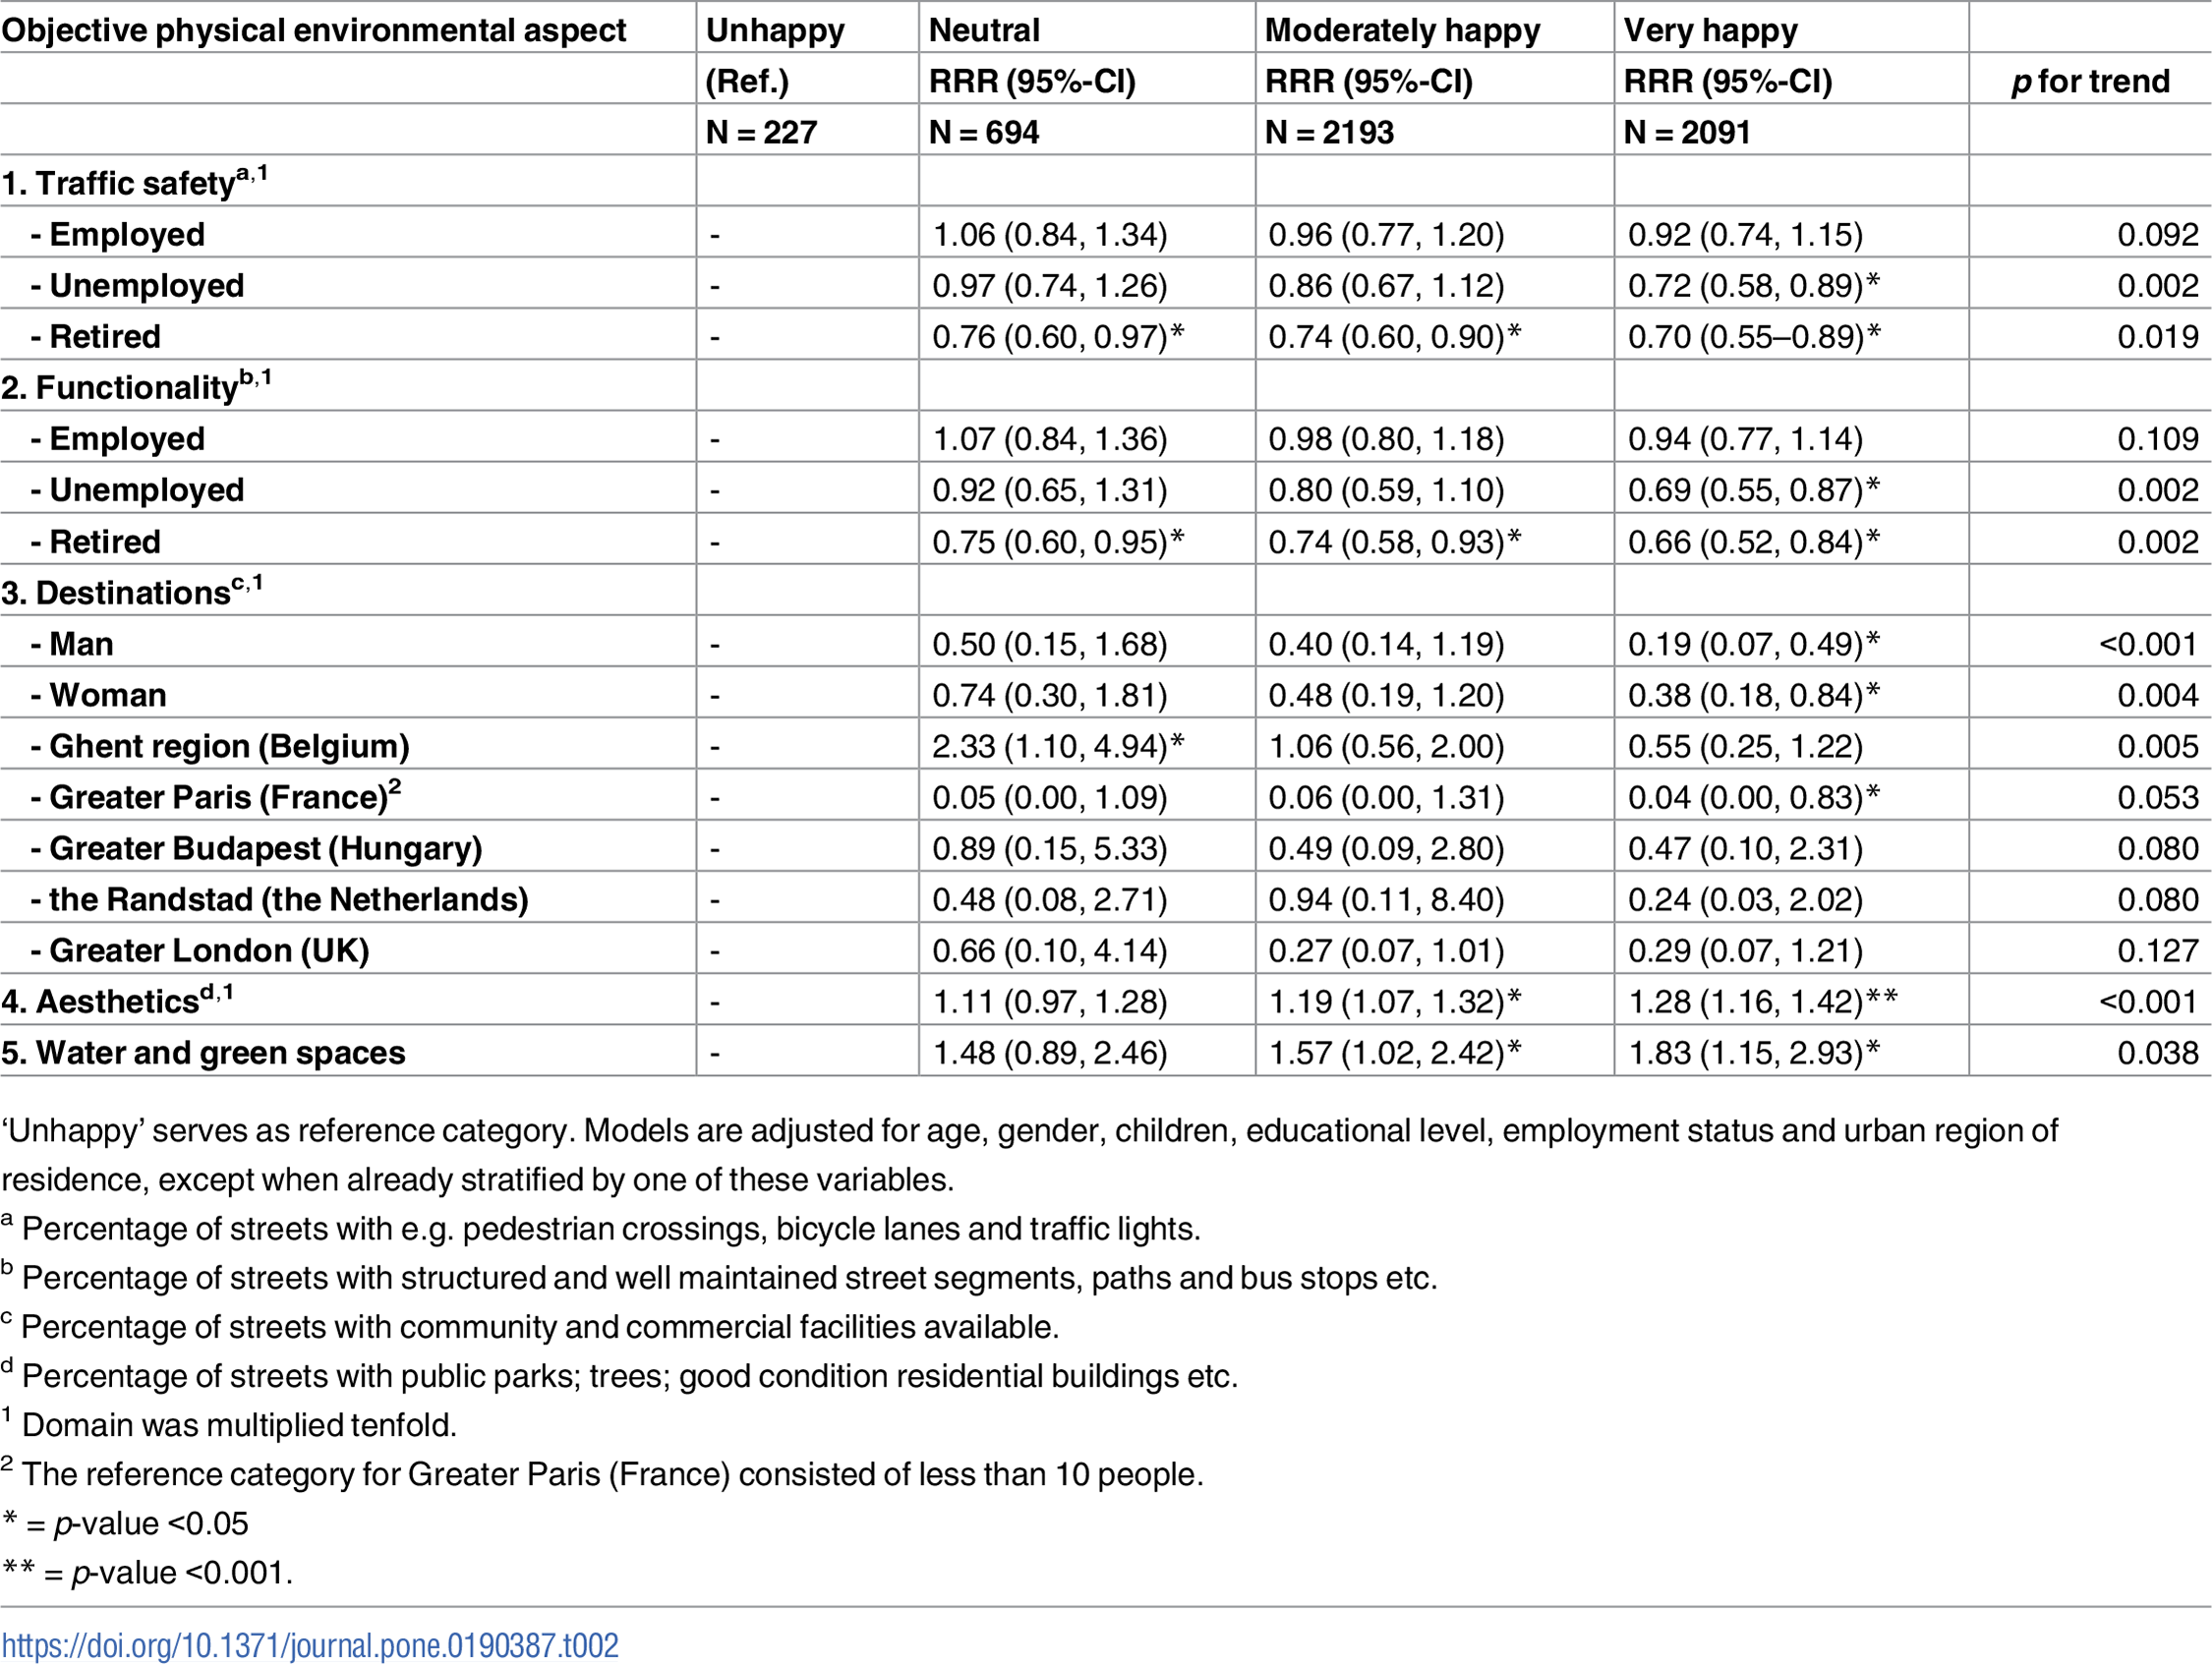 Objective physical environmental aspect Unhappy Neutral Moderately happy Very happy
(Ref.) RRR (95%-CI) RRR (95%-CI) RRR (95%-CI) p for trend
N = 227 N = 694 N = 2193 N = 2091
1. Traffic safety^a,1
- Employed - 1.06 (0.84, 1.34) 0.96 (0.77, 1.20) 0.92 (0.74, 1.15) 0.092
- Unemployed - 0.97 (0.74, 1.26) 0.86 (0.67, 1.12) 0.72 (0.58, 0.89)* 0.002
- Retired - 0.76 (0.60, 0.97)* 0.74 (0.60, 0.90)* 0.70 (0.55–0.89)* 0.019
2. Functionality^b,1
- Employed - 1.07 (0.84, 1.36) 0.98 (0.80, 1.18) 0.94 (0.77, 1.14) 0.109
- Unemployed - 0.92 (0.65, 1.31) 0.80 (0.59, 1.10) 0.69 (0.55, 0.87)* 0.002
- Retired - 0.75 (0.60, 0.95)* 0.74 (0.58, 0.93)* 0.66 (0.52, 0.84)* 0.002
3. Destinations^c,1
- Man - 0.50 (0.15, 1.68) 0.40 (0.14, 1.19) 0.19 (0.07, 0.49)* <0.001
- Woman - 0.74 (0.30, 1.81) 0.48 (0.19, 1.20) 0.38 (0.18, 0.84)* 0.004
- Ghent region (Belgium) - 2.33 (1.10, 4.94)* 1.06 (0.56, 2.00) 0.55 (0.25, 1.22) 0.005
- Greater Paris (France)^2 - 0.05 (0.00, 1.09) 0.06 (0.00, 1.31) 0.04 (0.00, 0.83)* 0.053
- Greater Budapest (Hungary) - 0.89 (0.15, 5.33) 0.49 (0.09, 2.80) 0.47 (0.10, 2.31) 0.080
- the Randstad (the Netherlands) - 0.48 (0.08, 2.71) 0.94 (0.11, 8.40) 0.24 (0.03, 2.02) 0.080
- Greater London (UK) - 0.66 (0.10, 4.14) 0.27 (0.07, 1.01) 0.29 (0.07, 1.21) 0.127
4. Aesthetics^d,1 - 1.11 (0.97, 1.28) 1.19 (1.07, 1.32)* 1.28 (1.16, 1.42)** <0.001
5. Water and green spaces - 1.48 (0.89, 2.46) 1.57 (1.02, 2.42)* 1.83 (1.15, 2.93)* 0.038
‘Unhappy’ serves as reference category. Models are adjusted for age, gender, children, educational level, employment status and urban region of
residence, except when already stratified by one of these variables.
^a Percentage of streets with e.g. pedestrian crossings, bicycle lanes and traffic lights.
^b Percentage of streets with structured and well maintained street segments, paths and bus stops etc.
^c Percentage of streets with community and commercial facilities available.
^d Percentage of streets with public parks; trees; good condition residential buildings etc.
^1 Domain was multiplied tenfold.
^2 The reference category for Greater Paris (France) consisted of less than 10 people.
* = p-value <0.05
** = p-value <0.001.
https://doi.org/10.1371/journal.pone.0190387.t002